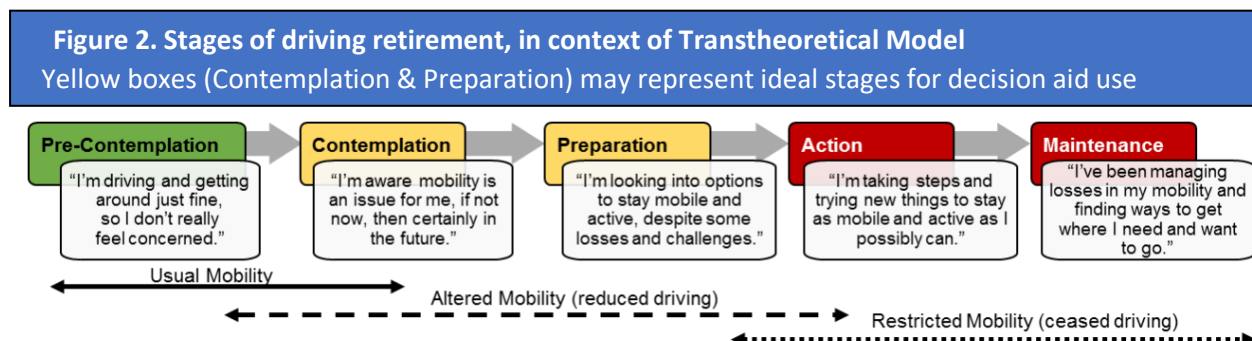 Figure 2. Stages of driving retirement, in context of Transtheoretical Model
Yellow boxes (Contemplation & Preparation) may represent ideal stages for decision aid use
Pre-Contemplation
"I'm driving and getting
around just fine,
so I don't really
feel concerned."
Contemplation
"I'm aware mobility is
an issue for me, if not
now, then certainly in
the future."
Preparation
"I'm looking into options
to stay mobile and
active, despite some
losses and challenges."
Action
"I'm taking steps and
trying new things to stay
as mobile and active as I
possibly can."
Maintenance
"I've been managing
losses in my mobility and
finding ways to get
where I need and want
to go."
Usual Mobility
Altered Mobility (reduced driving)
Restricted Mobility (ceased driving)